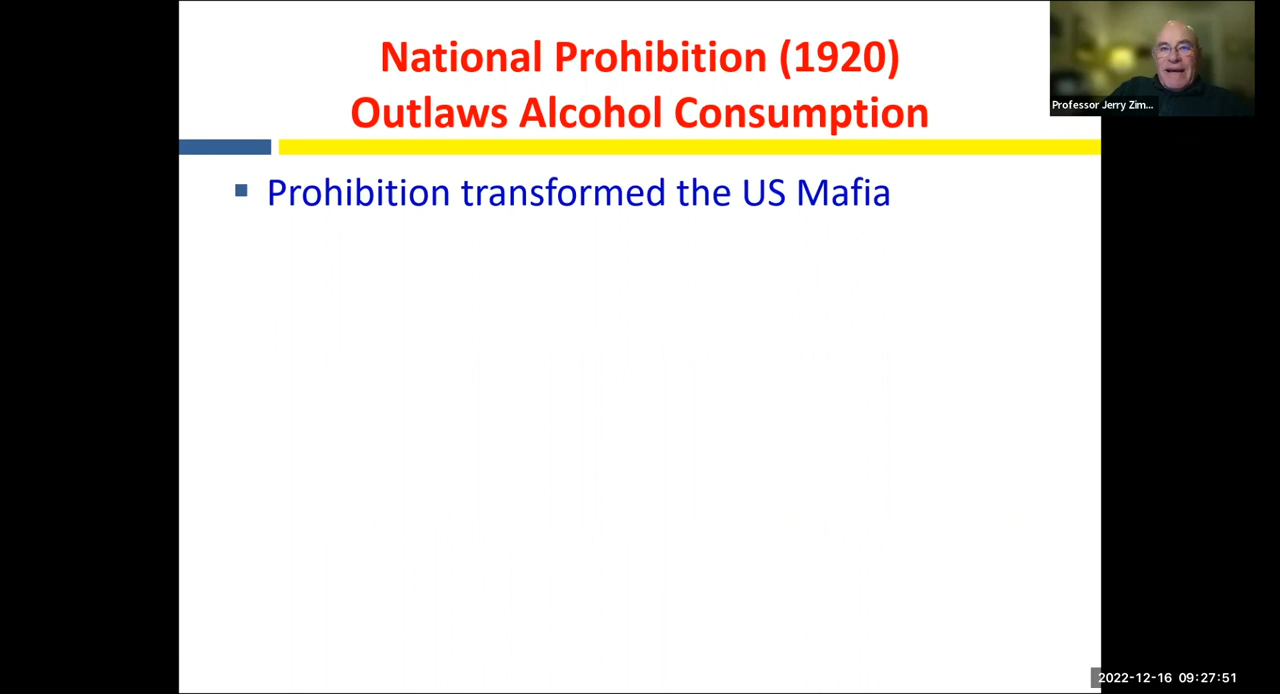 National Prohibition (1920)
Outlaws Alcohol Consumption
Professor Jerry Zim...
▪ Prohibition transformed the US Mafia
2022-12-16 09:27:51